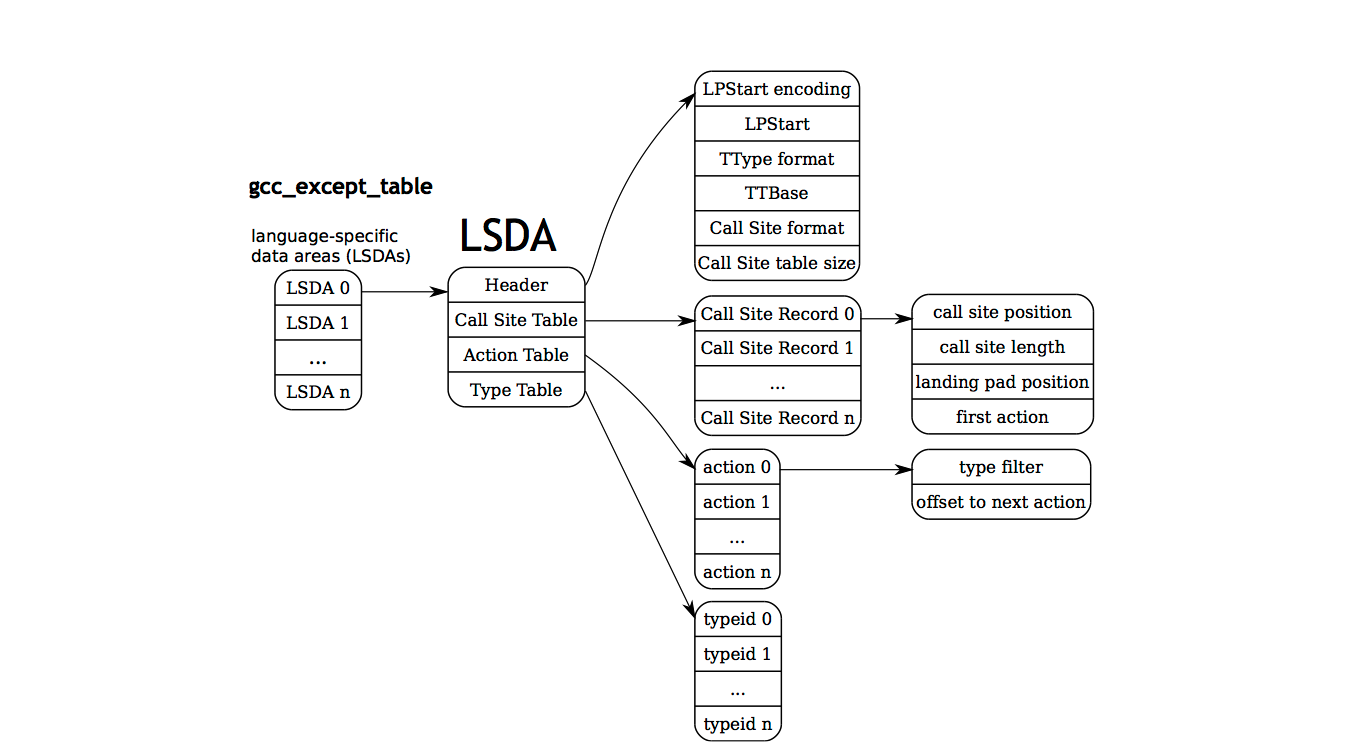 gcc_except_table
language-specific
data areas (LSDAs)
LSDA 0
LSDA 1
...
LSDA n
LSDA
Header
Call Site Table
Action Table
Type Table
LPStart encoding
LPStart
TType format
TTBase
Call Site format
Call Site table size
Call Site Record 0
Call Site Record 1
...
Call Site Record n
call site position
call site length
landing pad position
first action
action 0
action 1
...
action n
type filter
offset to next action
typeid 0
typeid 1
...
typeid n